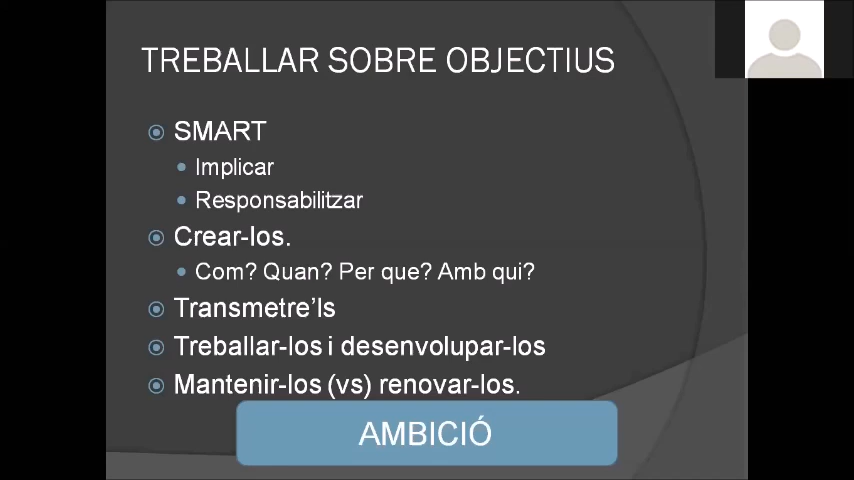 TREBALLAR SOBRE OBJECTIUS
SMART
Implicar
Responsabilitzar
Crear-los.
Com? Quan? Per que? Amb qui?
Transmetre’ls
Treballar-los i desenvolupar-los
Mantenir-los (vs) renovar-los.
AMBICIÓ